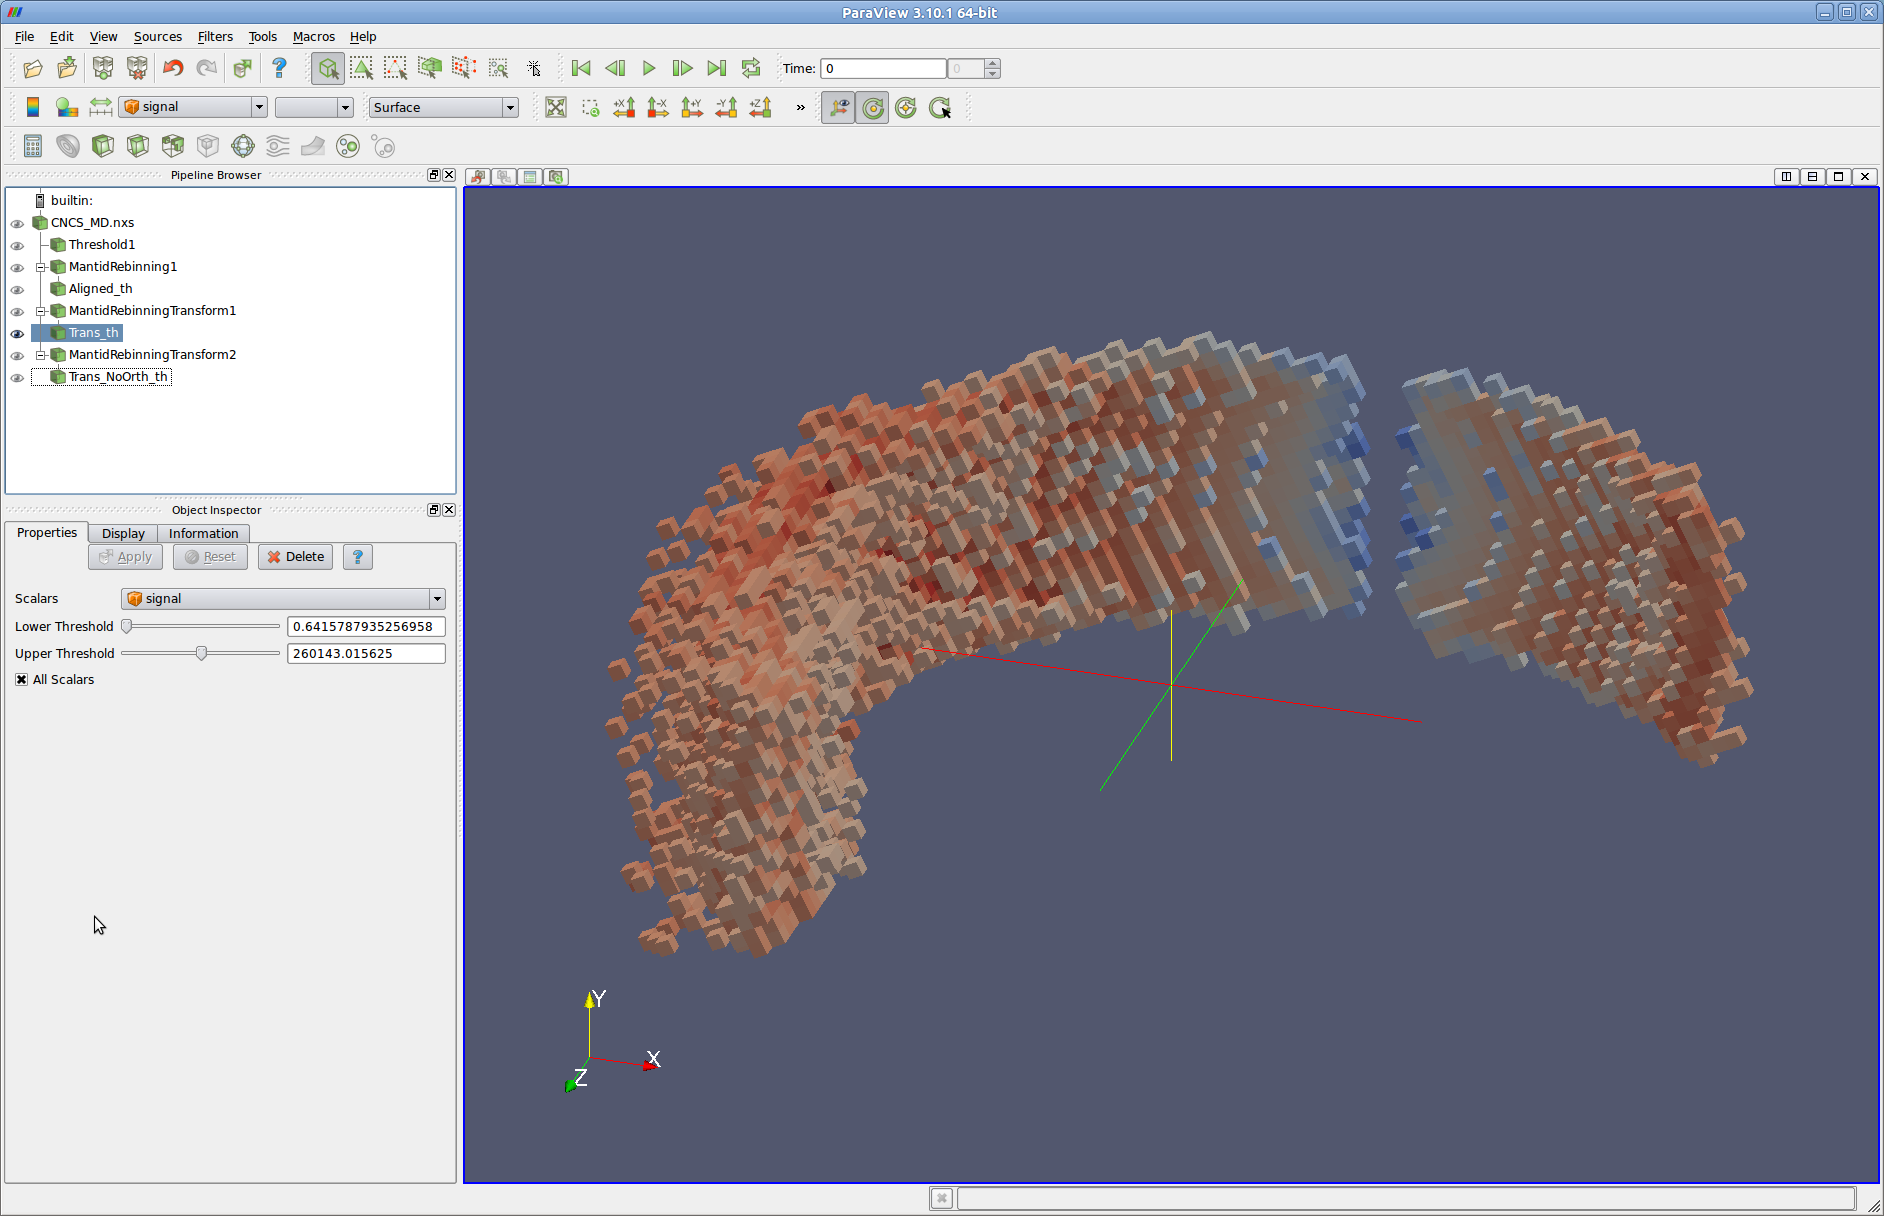 ParaView 3.10.1 64-bit
File Edit View Sources Filters Tools Macros Help
Time: 0 0
signal Surface +X -X +Y -Y +Z »
Pipeline Browser
builtin:
CNCS_MD.nxs
Threshold1
MantidRebinning1
Aligned_th
MantidRebinningTransform1
Trans_th
MantidRebinningTransform2
Trans_NoOrth_th
Object Inspector
Properties Display Information
Apply Reset Delete ?
Scalars signal
Lower Threshold 0.6415787935256958
Upper Threshold 260143.015625
All Scalars
Y
X
Z